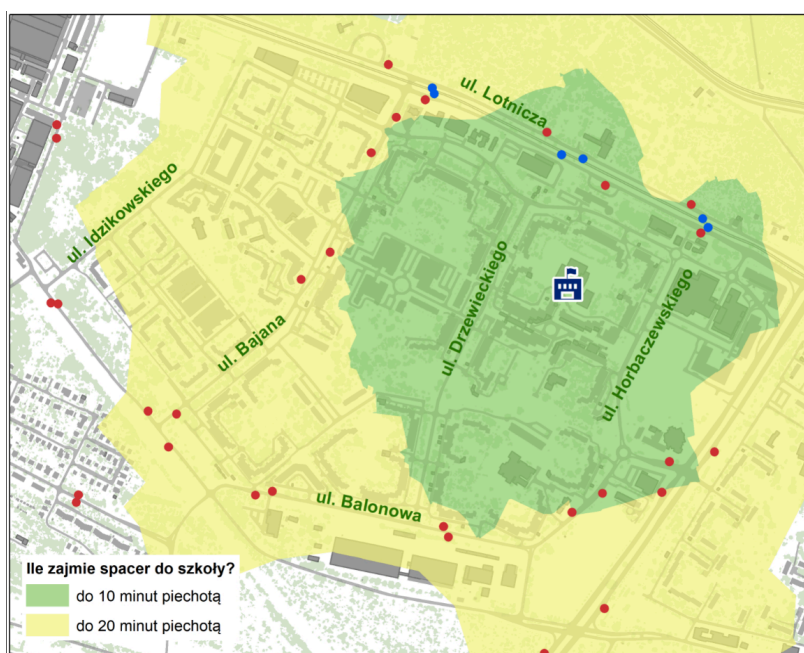 ul. Lotnicza
ul. Idzikowskiego
ul. Drzewieckiego
ul. Horbaczewskiego
ul. Bajana
ul. Balonowa
Ile zajmie spacer do szkoły?
do 10 minut piechotą
do 20 minut piechotą